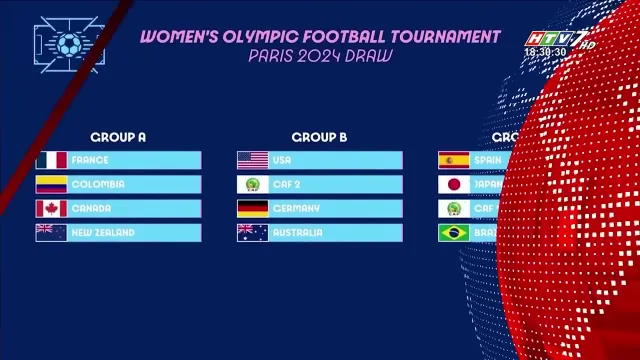 WOMEN'S OLYMPIC FOOTBALL TOURNAMENT
PARIS 2024 DRAW
HTV7 HD
18:30:30
GROUP A
FRANCE
COLOMBIA
CANADA
NEW ZEALAND
GROUP B
USA
CAF 2
GERMANY
AUSTRALIA
SPAIN
JAPAN
CAF